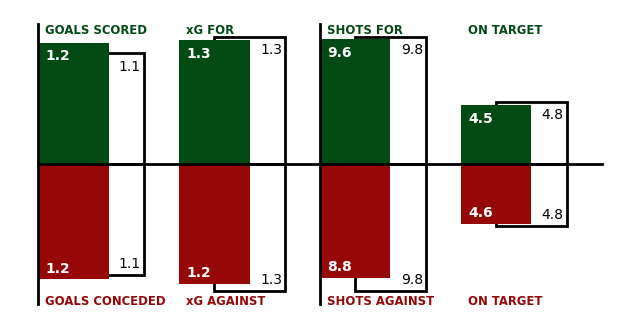 GOALS SCORED xG FOR SHOTS FOR ON TARGET
1.2 1.1 1.3 1.3 9.6 9.8 4.5 4.8
1.2 1.1 1.2 1.3 8.8 9.8 4.6 4.8
GOALS CONCEDED xG AGAINST SHOTS AGAINST ON TARGET